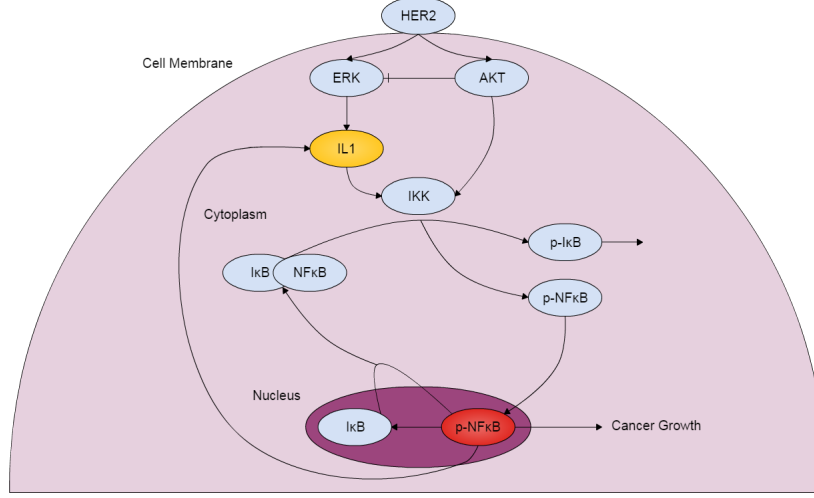 HER2
Cell Membrane
ERK
AKT
IL1
IKK
Cytoplasm
p-IκB
IκB
NFκB
p-NFκB
Nucleus
IκB
p-NFκB
Cancer Growth